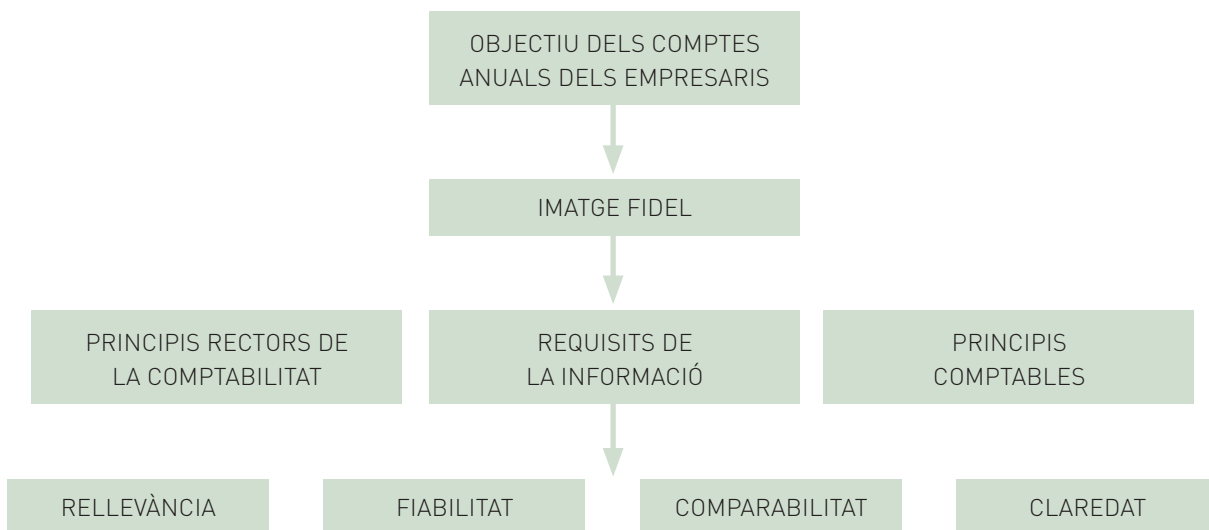 OBJECTIU DELS COMPTES
ANUALS DELS EMPRESARIS
IMATGE FIDEL
PRINCIPIS RECTORS DE
LA COMPTABILITAT
REQUISITS DE
LA INFORMACIÓ
PRINCIPIS
COMPTABLES
RELLEVÀNCIA
FIABILITAT
COMPARABILITAT
CLAREDAT